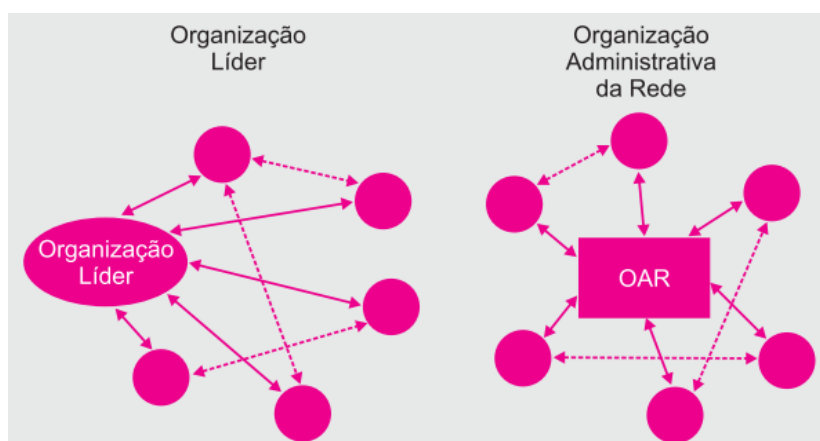 Organização
Líder
Organização
Administrativa
da Rede
Organização
Líder
OAR